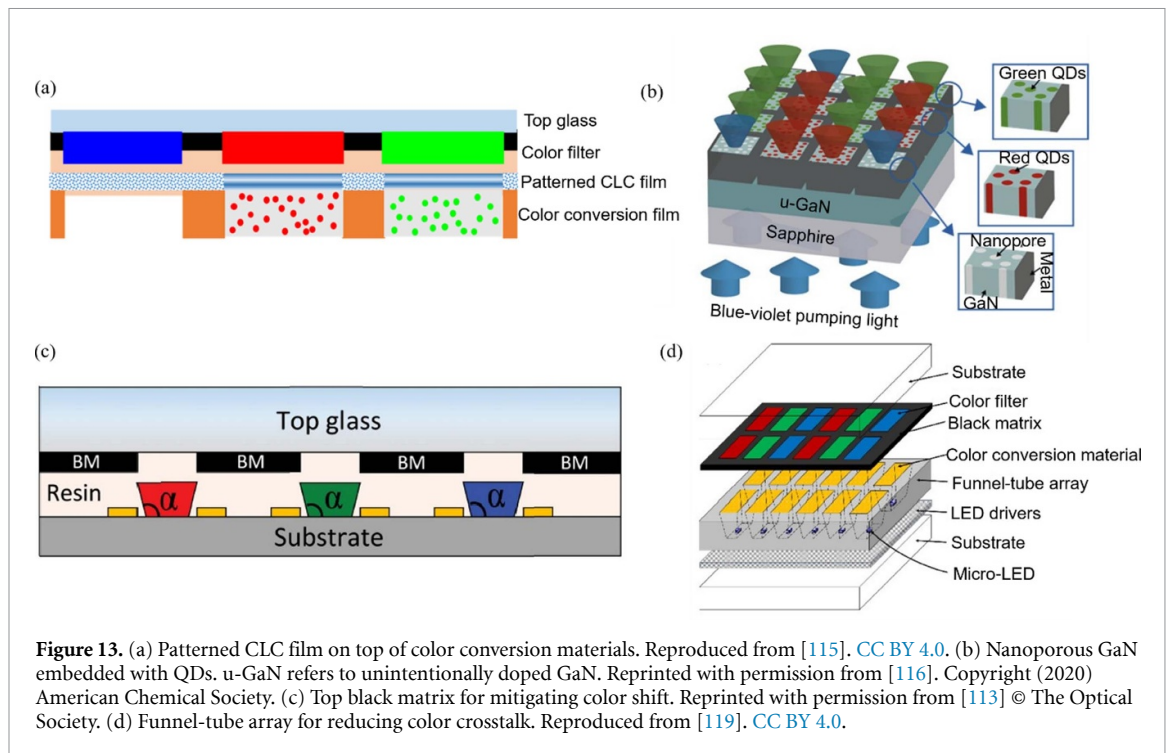 (a)
Top glass
Color filter
Patterned CLC film
Color conversion film
(b)
Green QDs
Red QDs
Nanopore
Metal
GaN
u-GaN
Sapphire
Blue-violet pumping light
(c)
Top glass
BM
BM
BM
BM
Resin
α
α
α
Substrate
(d)
Substrate
Color filter
Black matrix
Color conversion material
Funnel-tube array
LED drivers
Substrate
Micro-LED
Figure 13. (a) Patterned CLC film on top of color conversion materials. Reproduced from [115]. CC BY 4.0. (b) Nanoporous GaN
embedded with QDs. u-GaN refers to unintentionally doped GaN. Reprinted with permission from [116]. Copyright (2020)
American Chemical Society. (c) Top black matrix for mitigating color shift. Reprinted with permission from [113] © The Optical
Society. (d) Funnel-tube array for reducing color crosstalk. Reproduced from [119]. CC BY 4.0.